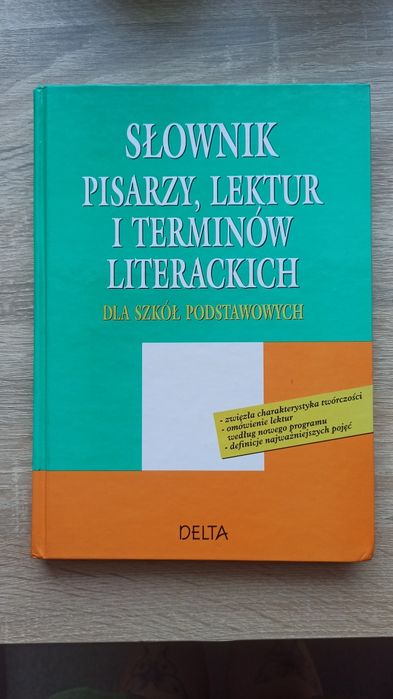 SŁOWNIK
PISARZY, LEKTUR
I TERMINÓW
LITERACKICH
DLA SZKÓŁ PODSTAWOWYCH
- zwięzła charakterystyka twórczości
- omówienie lektur
według nowego programu
- definicje najważniejszych pojęć
DELTA